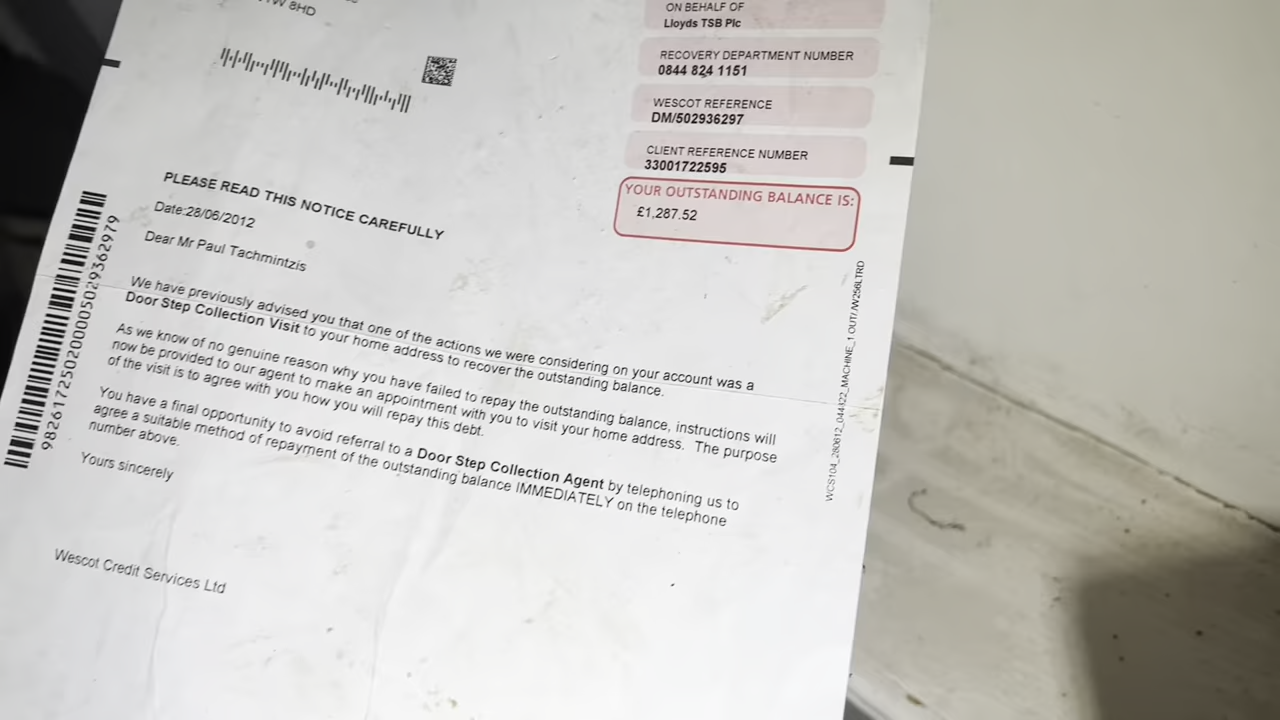 8HD
ON BEHALF OF
Lloyds TSB Plc
RECOVERY DEPARTMENT NUMBER
0844 824 1151
WESCOT REFERENCE
DM/502936297
CLIENT REFERENCE NUMBER
33001722595
YOUR OUTSTANDING BALANCE IS:
£1,287.52
PLEASE READ THIS NOTICE CAREFULLY
Date:28/06/2012
Dear Mr Paul Tachmintzis
We have previously advised you that one of the actions we were considering on your account was a
Door Step Collection Visit to your home address to recover the outstanding balance.
As we know of no genuine reason why you have failed to repay the outstanding balance, instructions will
now be provided to our agent to make an appointment with you to visit your home address. The purpose
of the visit is to agree with you how you will repay this debt.
You have a final opportunity to avoid referral to a Door Step Collection Agent by telephoning us to
agree a suitable method of repayment of the outstanding balance IMMEDIATELY on the telephone
number above.
Yours sincerely
Wescot Credit Services Ltd
98261725020000502936297​9
WCS104_280612_044822_MACHINE_1.OUT/W256LTRD